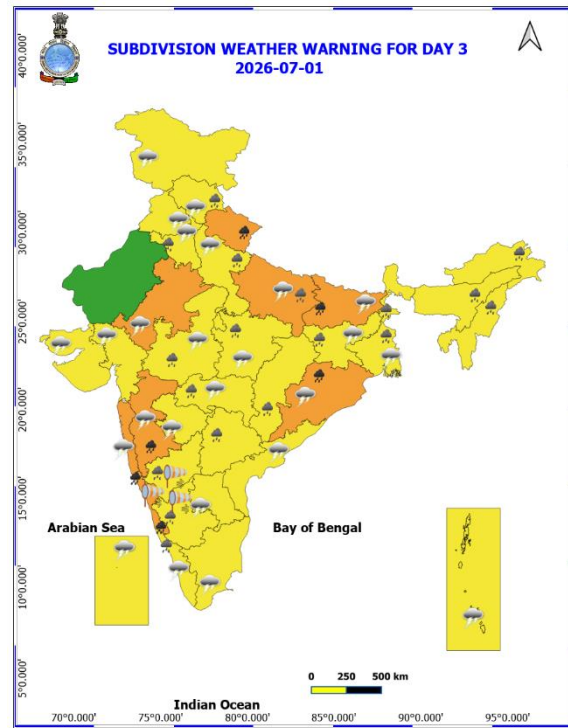 SUBDIVISION WEATHER WARNING FOR DAY 3
2026-07-01
40°0.000'
35°0.000'
30°0.000'
25°0.000'
20°0.000'
15°0.000'
10°0.000'
5°0.000'
Arabian Sea
Bay of Bengal
0 250 500 km
Indian Ocean
70°0.000' 75°0.000' 80°0.000' 85°0.000' 90°0.000' 95°0.000'